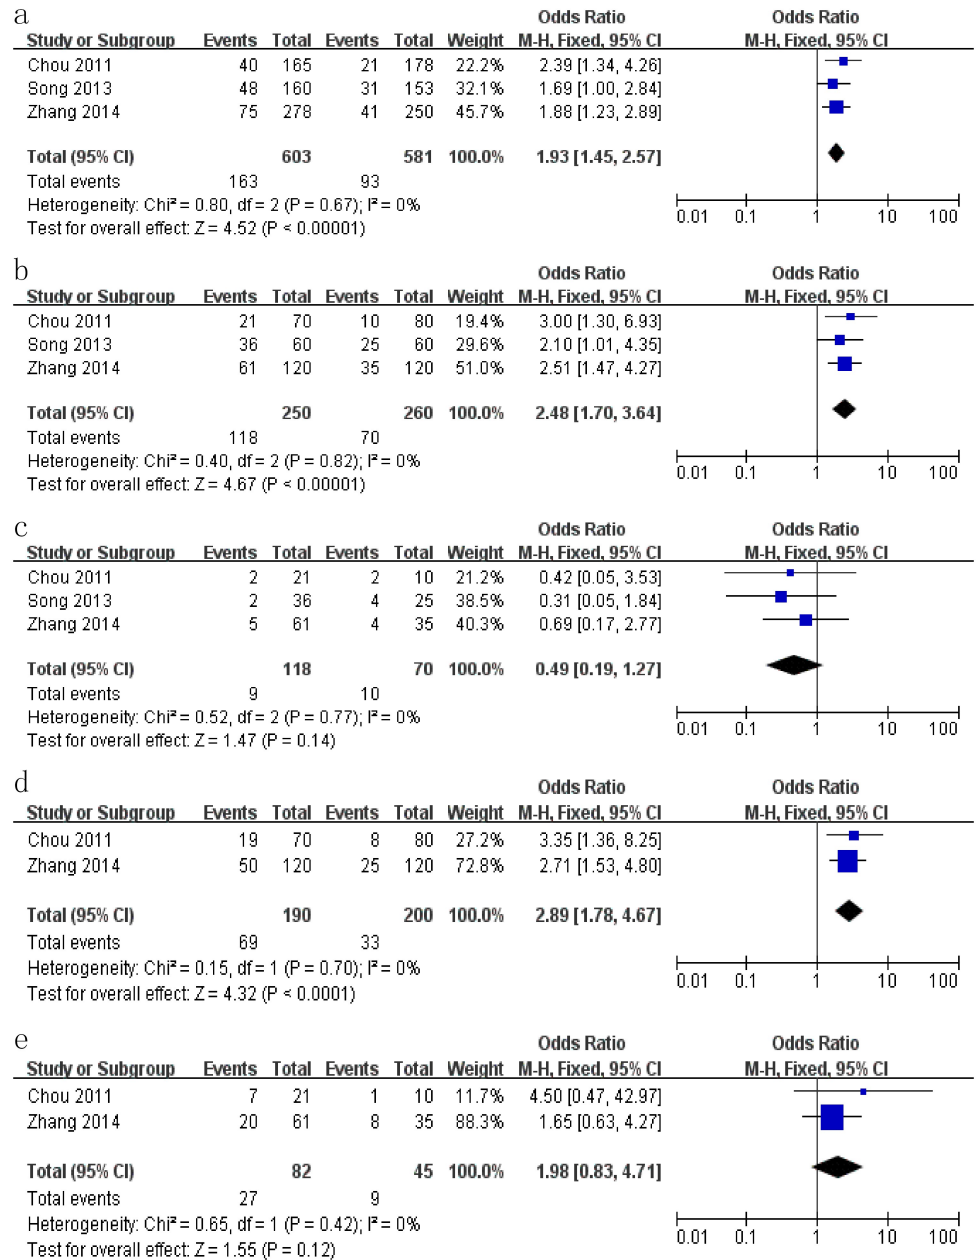 a
Odds Ratio Odds Ratio
Study or Subgroup Events Total Events Total Weight M-H, Fixed, 95% CI M-H, Fixed, 95% CI
Chou 2011 40 165 21 178 22.2% 2.39 [1.34, 4.26]
Song 2013 48 160 31 153 32.1% 1.69 [1.00, 2.84]
Zhang 2014 75 278 41 250 45.7% 1.88 [1.23, 2.89]
Total (95% CI) 603 581 100.0% 1.93 [1.45, 2.57]
Total events 163 93
Heterogeneity: Chi² = 0.80, df = 2 (P = 0.67); I² = 0%
Test for overall effect: Z = 4.52 (P < 0.00001)
0.01 0.1 1 10 100
b
Odds Ratio Odds Ratio
Study or Subgroup Events Total Events Total Weight M-H, Fixed, 95% CI M-H, Fixed, 95% CI
Chou 2011 21 70 10 80 19.4% 3.00 [1.30, 6.93]
Song 2013 36 60 25 60 29.6% 2.10 [1.01, 4.35]
Zhang 2014 61 120 35 120 51.0% 2.51 [1.47, 4.27]
Total (95% CI) 250 260 100.0% 2.48 [1.70, 3.64]
Total events 118 70
Heterogeneity: Chi² = 0.40, df = 2 (P = 0.82); I² = 0%
Test for overall effect: Z = 4.67 (P < 0.00001)
0.01 0.1 1 10 100
c
Odds Ratio Odds Ratio
Study or Subgroup Events Total Events Total Weight M-H, Fixed, 95% CI M-H, Fixed, 95% CI
Chou 2011 2 21 2 10 21.2% 0.42 [0.05, 3.53]
Song 2013 2 36 4 25 38.5% 0.31 [0.05, 1.84]
Zhang 2014 5 61 4 35 40.3% 0.69 [0.17, 2.77]
Total (95% CI) 118 70 100.0% 0.49 [0.19, 1.27]
Total events 9 10
Heterogeneity: Chi² = 0.52, df = 2 (P = 0.77); I² = 0%
Test for overall effect: Z = 1.47 (P = 0.14)
0.01 0.1 1 10 100
d
Odds Ratio Odds Ratio
Study or Subgroup Events Total Events Total Weight M-H, Fixed, 95% CI M-H, Fixed, 95% CI
Chou 2011 19 70 8 80 27.2% 3.35 [1.36, 8.25]
Zhang 2014 50 120 25 120 72.8% 2.71 [1.53, 4.80]
Total (95% CI) 190 200 100.0% 2.89 [1.78, 4.67]
Total events 69 33
Heterogeneity: Chi² = 0.15, df = 1 (P = 0.70); I² = 0%
Test for overall effect: Z = 4.32 (P < 0.0001)
0.01 0.1 1 10 100
e
Odds Ratio Odds Ratio
Study or Subgroup Events Total Events Total Weight M-H, Fixed, 95% CI M-H, Fixed, 95% CI
Chou 2011 7 21 1 10 11.7% 4.50 [0.47, 42.97]
Zhang 2014 20 61 8 35 88.3% 1.65 [0.63, 4.27]
Total (95% CI) 82 45 100.0% 1.98 [0.83, 4.71]
Total events 27 9
Heterogeneity: Chi² = 0.65, df = 1 (P = 0.42); I² = 0%
Test for overall effect: Z = 1.55 (P = 0.12)
0.01 0.1 1 10 100